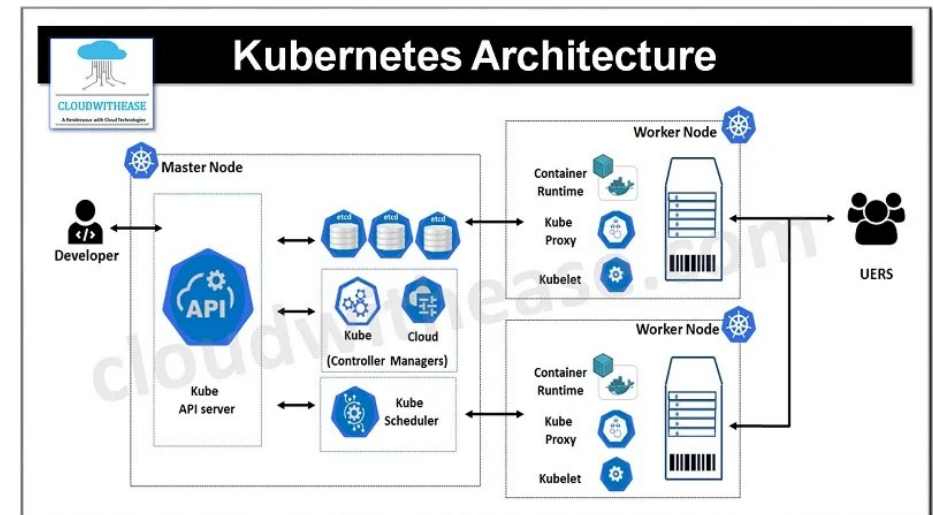 Kubernetes Architecture
CLOUDWITHEASE
A Rendezvous with Cloud Technologies
Master Node
Developer
API
Kube
API server
etcd
etcd
etcd
Kube
Cloud
(Controller Managers)
Kube
Scheduler
Worker Node
Container
Runtime
Kube
Proxy
Kubelet
Worker Node
Container
Runtime
Kube
Proxy
Kubelet
UERS
cloudwithease.com